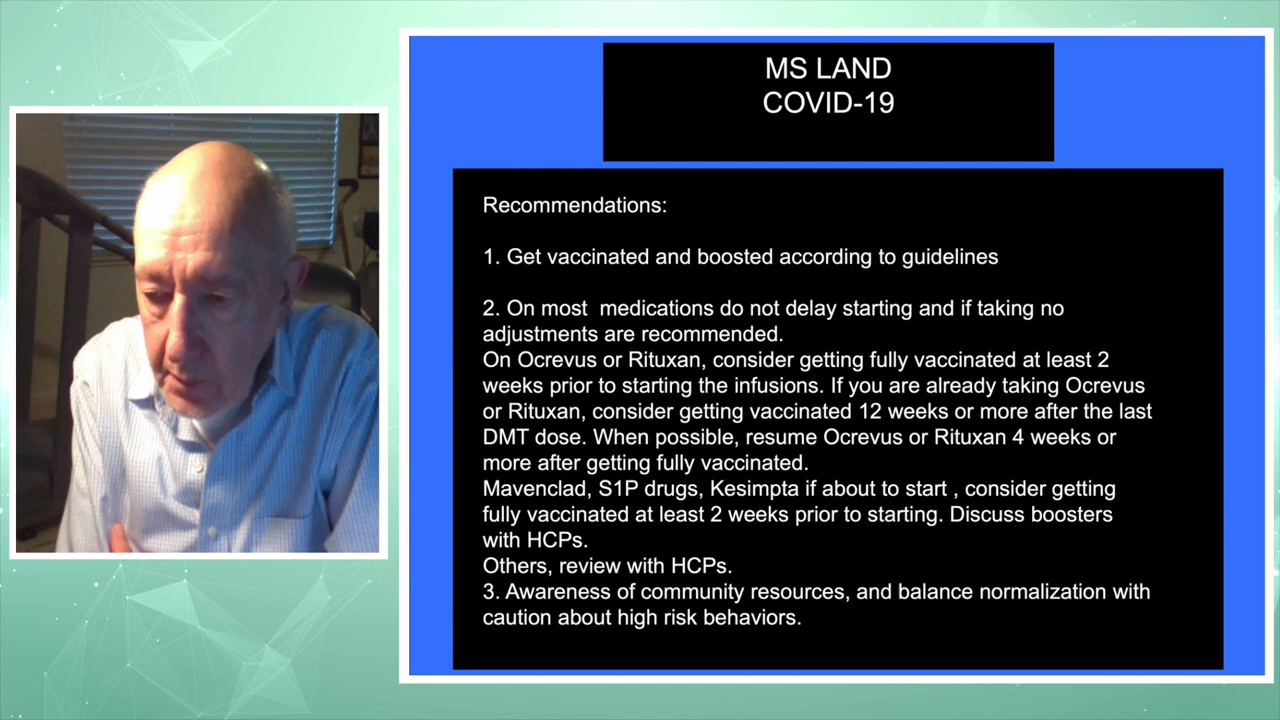 MS LAND
COVID-19
Recommendations:
1. Get vaccinated and boosted according to guidelines
2. On most  medications do not delay starting and if taking no
adjustments are recommended.
On Ocrevus or Rituxan, consider getting fully vaccinated at least 2
weeks prior to starting the infusions. If you are already taking Ocrevus
or Rituxan, consider getting vaccinated 12 weeks or more after the last
DMT dose. When possible, resume Ocrevus or Rituxan 4 weeks or
more after getting fully vaccinated.
Mavenclad, S1P drugs, Kesimpta if about to start , consider getting
fully vaccinated at least 2 weeks prior to starting. Discuss boosters
with HCPs.
Others, review with HCPs.
3. Awareness of community resources, and balance normalization with
caution about high risk behaviors.